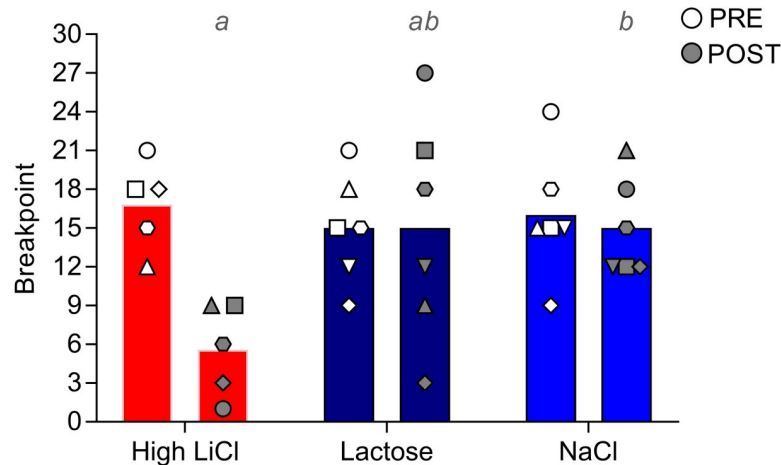 a
ab
b
PRE
POST
30
27
24
21
18
15
12
9
6
3
0
Breakpoint
High LiCl
Lactose
NaCl